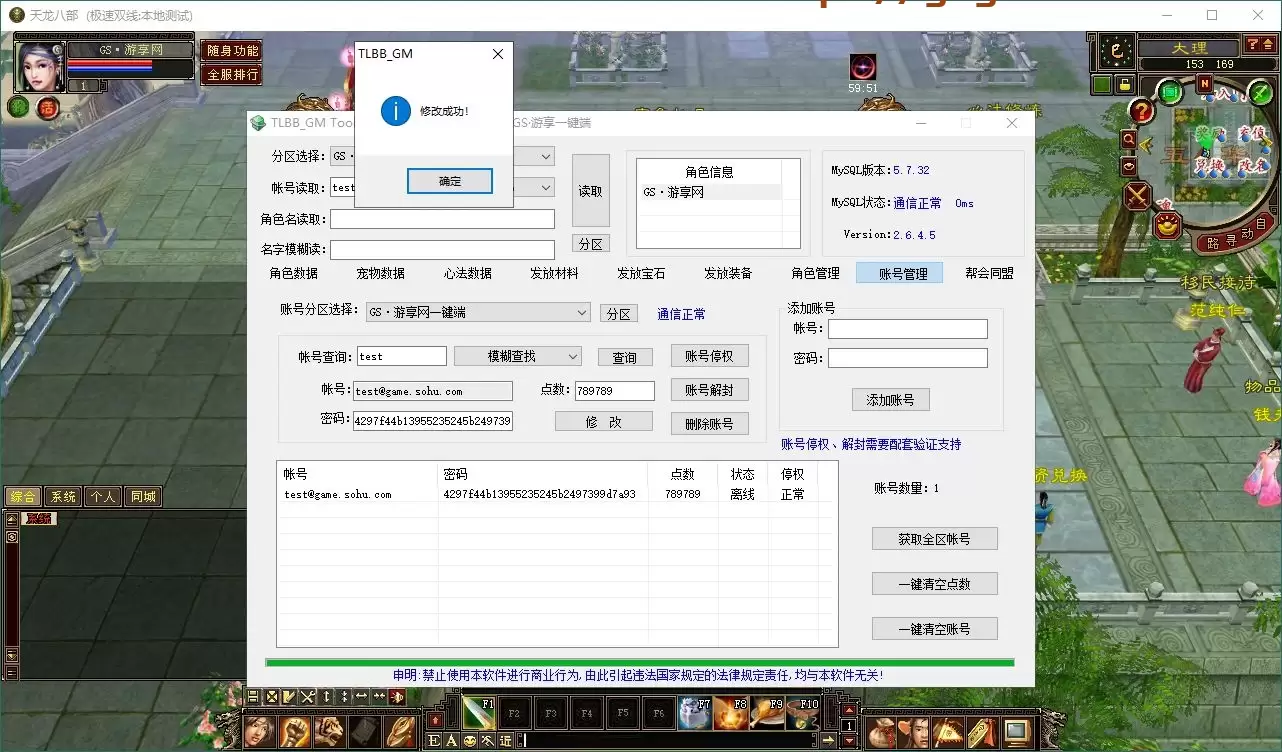 天龙八部 (极速双线:本地测试)
GS·游享网
1
随身功能
全服排行
活
59:51
大理
153 169
N
自
动
寻
路
兑换 改名
移民接待
范纯仁
物品
资兑换
TLBB_GM
修改成功!
确定
TLBB_GM Too
GS·游享一键端
分区选择:
GS·
帐号读取:
test
角色名读取:
名字模糊读:
读取
分区
角色信息
GS·游享网
MySQL版本:5.7.32
MySQL状态:通信正常 0ms
Version:2.6.4.5
角色数据 宠物数据 心法数据 发放材料 发放宝石 发放装备 角色管理 账号管理 帮会同盟
账号分区选择: GS·游享网一键端 分区 通信正常
帐号查询: test 模糊查找 查询 账号停权
帐号: test@game.sohu.com 点数: 789789 账号解封
密码: 4297f44b13955235245b249739 修 改 删除账号
添加账号
帐号:
密码:
添加账号
账号停权、解封需要配套验证支持
帐号 密码 点数 状态 停权
test@game.sohu.com 4297f44b13955235245b2497399d7a93 789789 离线 正常
账号数量: 1
获取全区帐号
一键清空点数
一键清空账号
申明:禁止使用本软件进行商业行为,由此引起违法国家规定的法律规定责任,均与本软件无关!
综合 系统 个人 同城
系统
F1 F2 F3 F4 F5 F6 F7 F8 F9 F10
1
E A 近